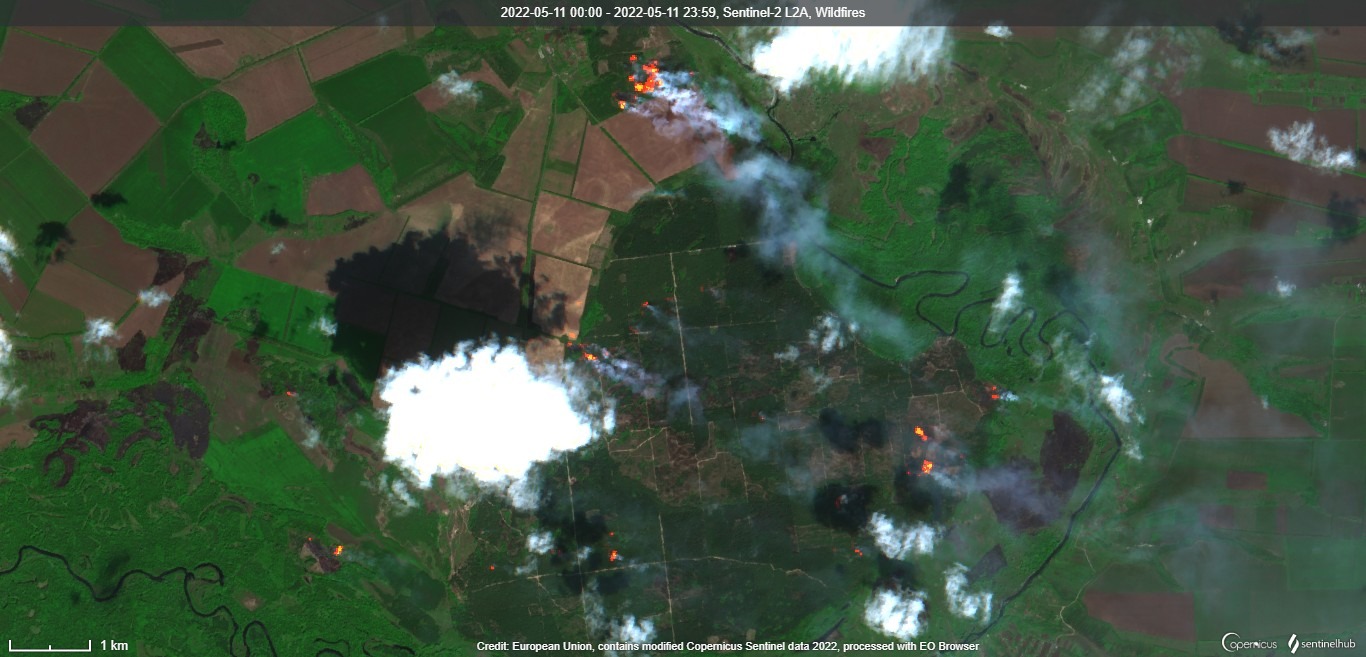 2022-05-11 00:00 - 2022-05-11 23:59, Sentinel-2 L2A, Wildfires
1 km
Credit: European Union, contains modified Copernicus Sentinel data 2022, processed with EO Browser
Copernicus
sentinelhub